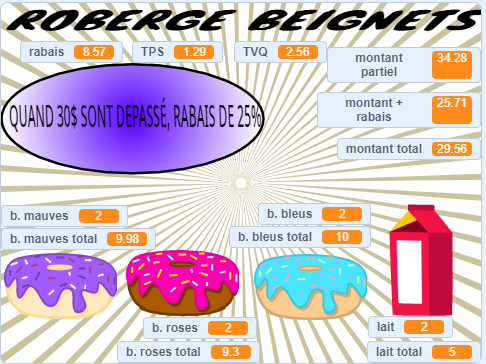 ROBERGE BEIGNETS
rabais 8.57
TPS 1.29
TVQ 2.56
montant partiel 34.28
QUAND 30$ SONT DEPASSÉ, RABAIS DE 25%
montant + rabais 25.71
montant total 29.56
b. mauves 2
b. mauves total 9.98
b. bleus 2
b. bleus total 10
b. roses 2
b. roses total 9.3
lait 2
lait total 5